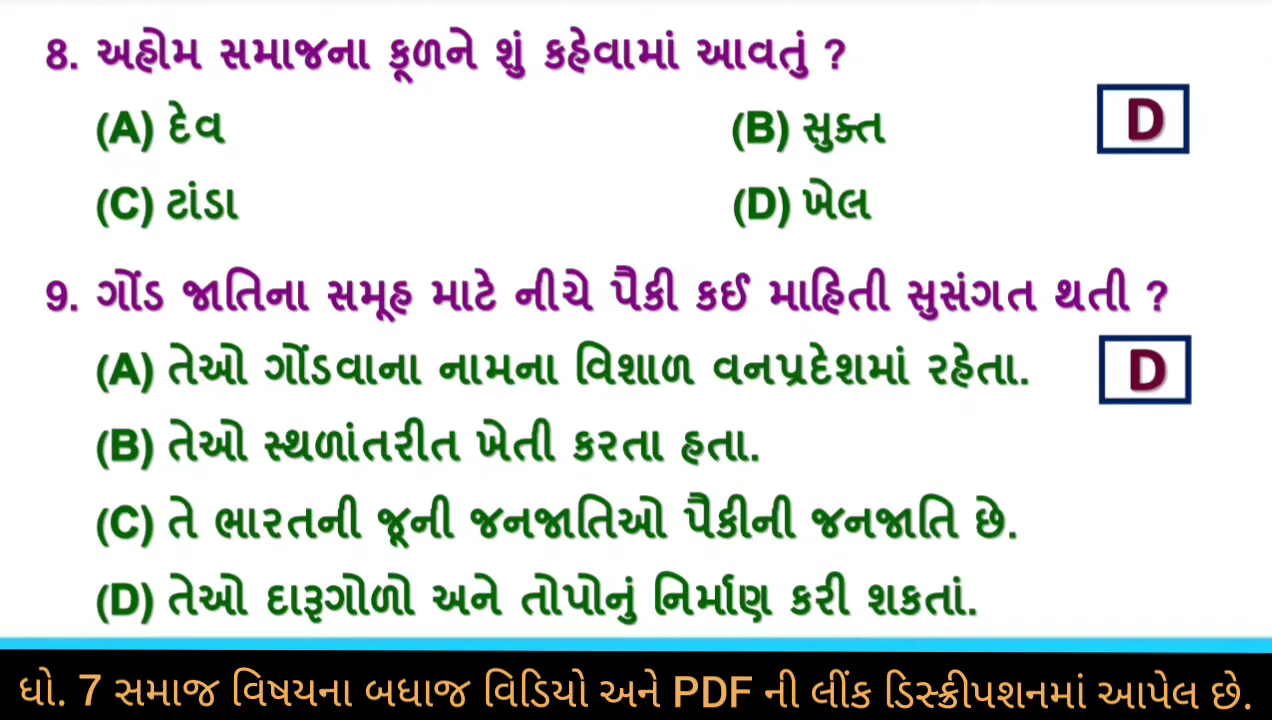 8. અહોમ સમાજના કૂળને શું કહેવામાં આવતું ?
(A) દેવ (B) સુક્ત D
(C) ટાંડા (D) ખેલ
9. ગોંડ જાતિના સમૂહ માટે નીચે પૈકી કઈ માહિતી સુસંગત થતી ?
(A) તેઓ ગોંડવાના નામના વિશાળ વનપ્રદેશમાં રહેતા. D
(B) તેઓ સ્થળાંતરીત ખેતી કરતા હતા.
(C) તે ભારતની જૂની જનજાતિઓ પૈકીની જનજાતિ છે.
(D) તેઓ દારૂગોળો અને તોપોનું નિર્માણ કરી શકતાં.
ધો. 7 સમાજ વિષયના બધાજ વિડિયો અને PDF ની લીંક ડિસ્ક્રીપશનમાં આપેલ છે.